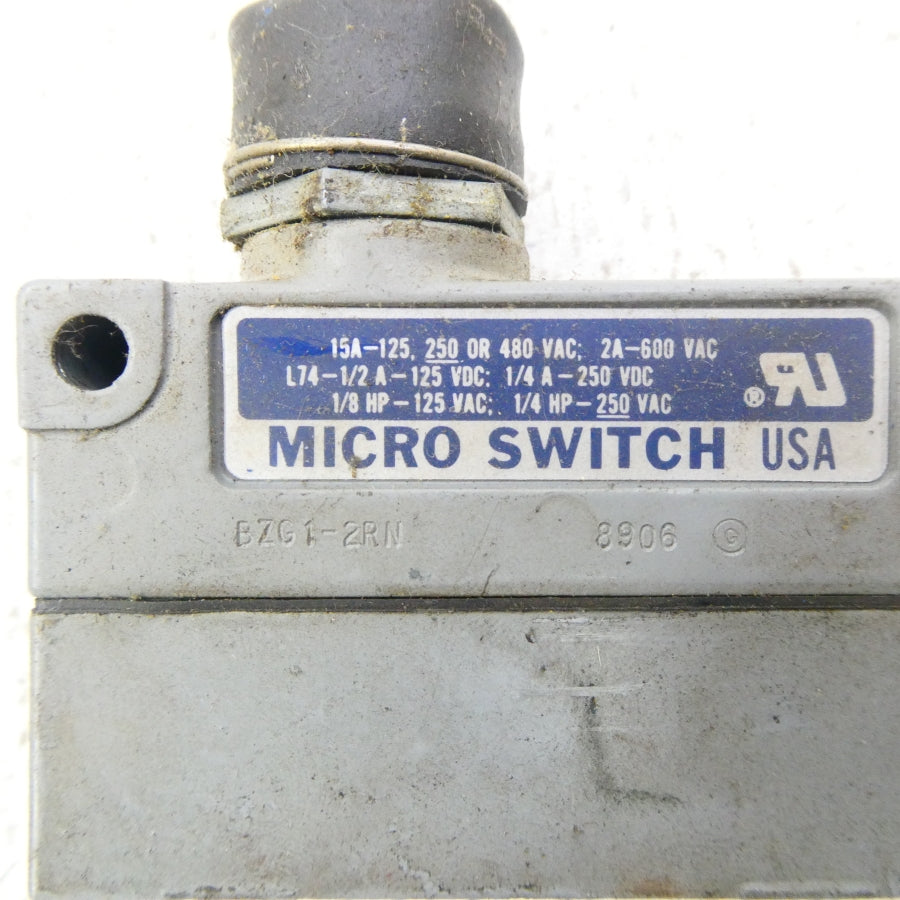 15A-125, 250 OR 480 VAC; 2A-600 VAC
L74-1/2 A-125 VDC; 1/4 A-250 VDC
1/8 HP-125 VAC; 1/4 HP-250 VAC
RU ®
MICRO SWITCH USA
BZG1-2RN 8906 G